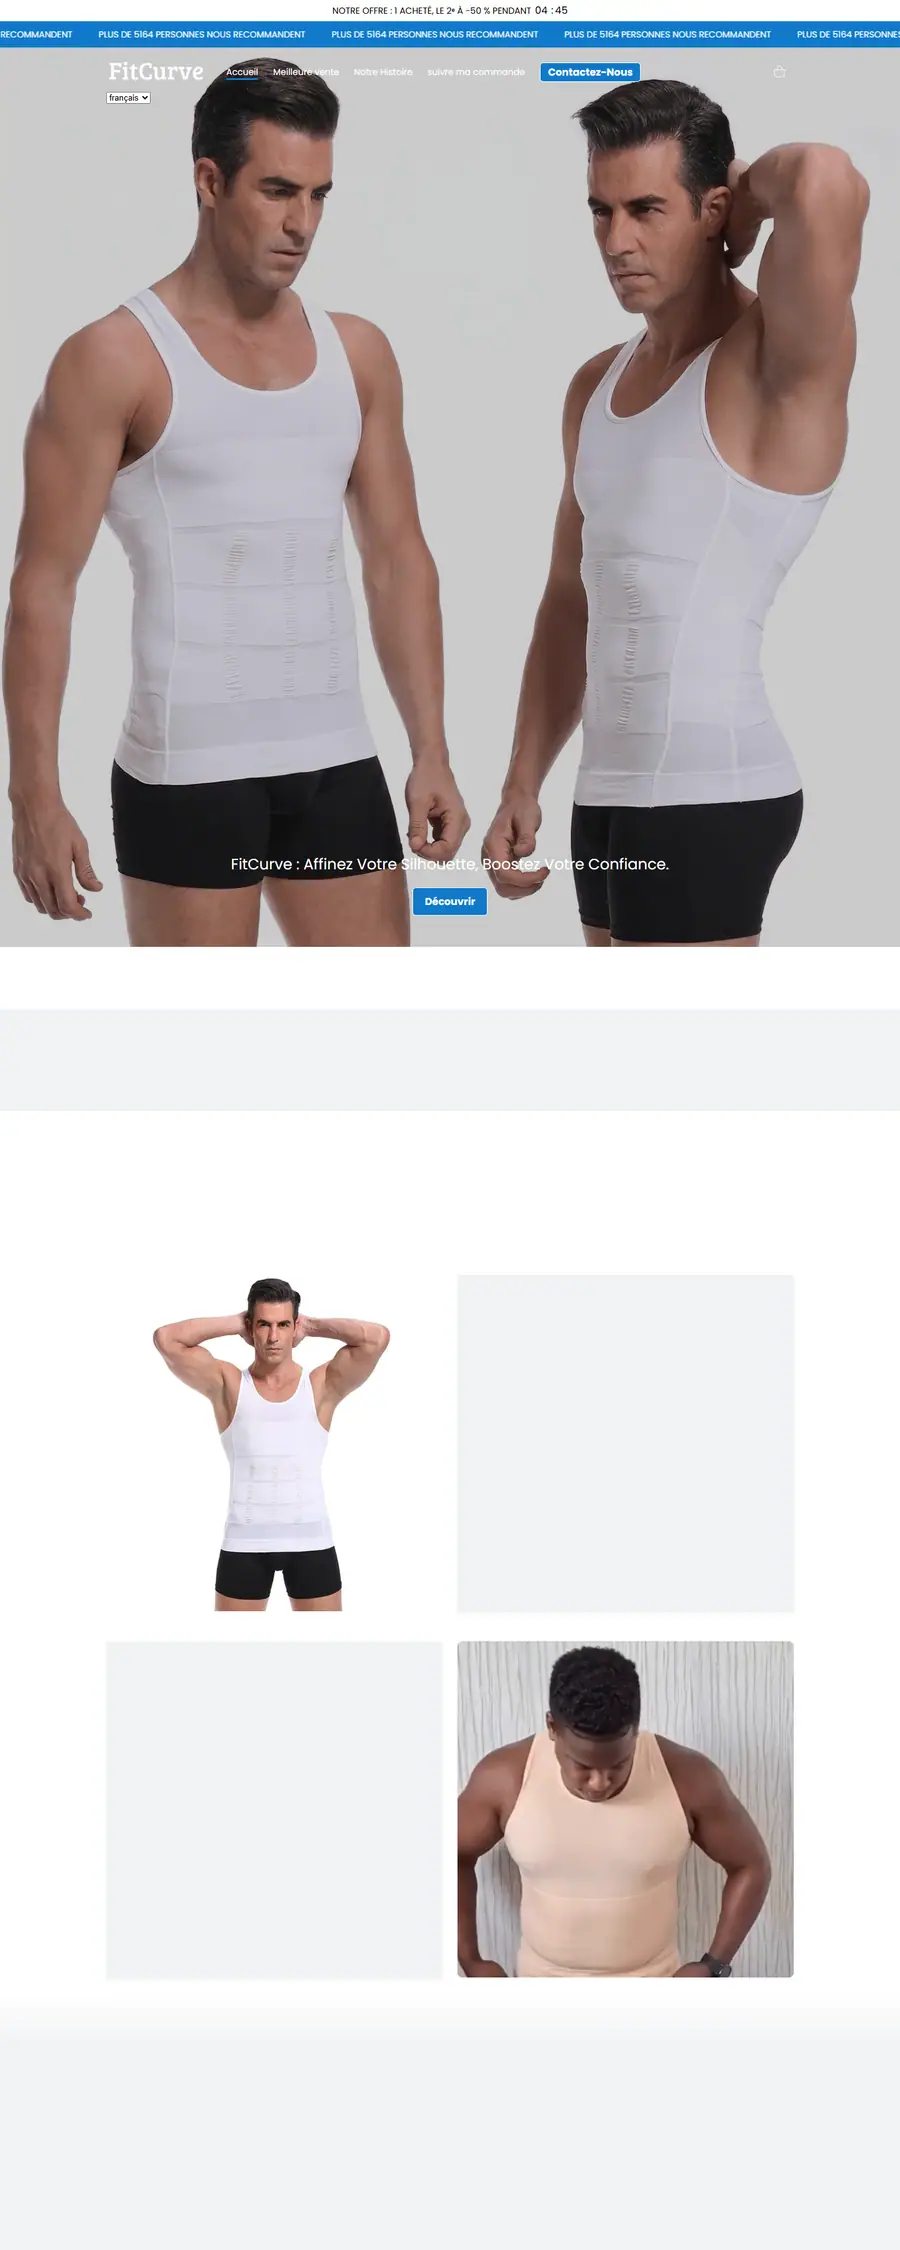 NOTRE OFFRE : 1 ACHETÉ, LE 2ᵉ À -50 % PENDANT 04 : 45
RECOMMANDENT PLUS DE 5164 PERSONNES NOUS RECOMMANDENT PLUS DE 5164 PERSONNES NOUS RECOMMANDENT PLUS DE 5164 PERSONNES NOUS RECOMMANDENT PLUS DE 5164 PERSONNES
FitCurve Accueil Meilleure vente Notre Histoire suivre ma commande Contactez-Nous
français
FitCurve : Affinez Votre Silhouette, Boostez Votre Confiance.
Découvrir